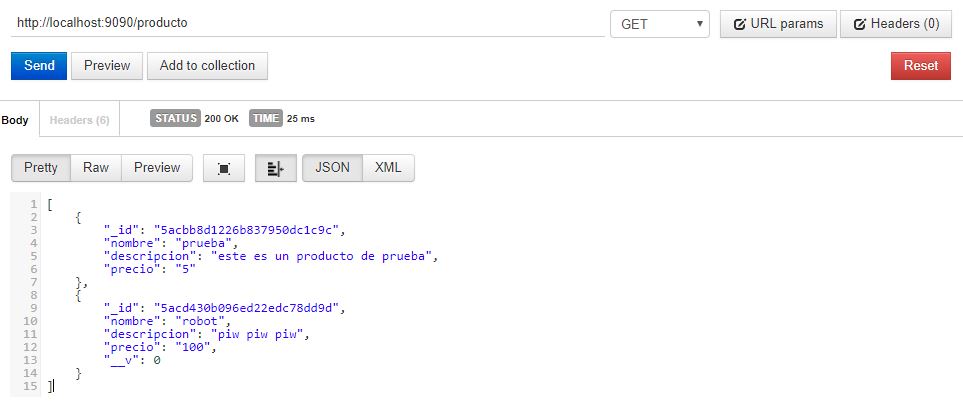 http://localhost:9090/producto GET URL params Headers (0)
Send Preview Add to collection Reset
Body Headers (6) STATUS 200 OK TIME 25 ms
Pretty Raw Preview JSON XML
1 [
2 {
3 "_id": "5acbb8d1226b837950dc1c9c",
4 "nombre": "prueba",
5 "descripcion": "este es un producto de prueba",
6 "precio": "5"
7 },
8 {
9 "_id": "5acd430b096ed22edc78dd9d",
10 "nombre": "robot",
11 "descripcion": "piw piw piw",
12 "precio": "100",
13 "__v": 0
14 }
15 ]